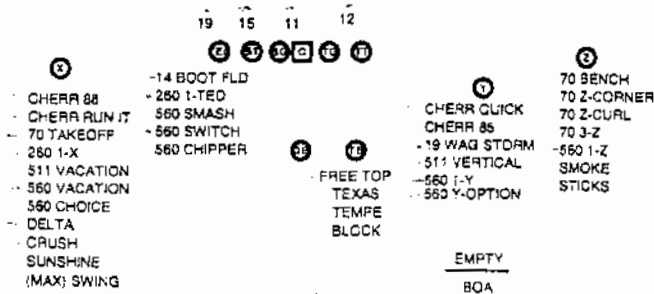 19 15 11 12
X
CHERR 88
CHERR RUN IT
70 TAKEOFF
260 1-X
511 VACATION
560 VACATION
560 CHOICE
DELTA
CRUSH
SUNSHINE
(MAX) SWING
-14 BOOT FLD
260 1-TED
560 SMASH
560 SWITCH
560 CHIPPER
ST
C
QB
TB
FREE TOP
TEXAS
TEMPE
BLOCK
Y
CHERR QUICK
CHERR 85
19 WAG STORM
511 VERTICAL
560 1-Y
560 Y-OPTION
EMPTY
BOA
Z
70 BENCH
70 Z-CORNER
70 Z-CURL
70 3-Z
560 1-Z
SMOKE
STICKS